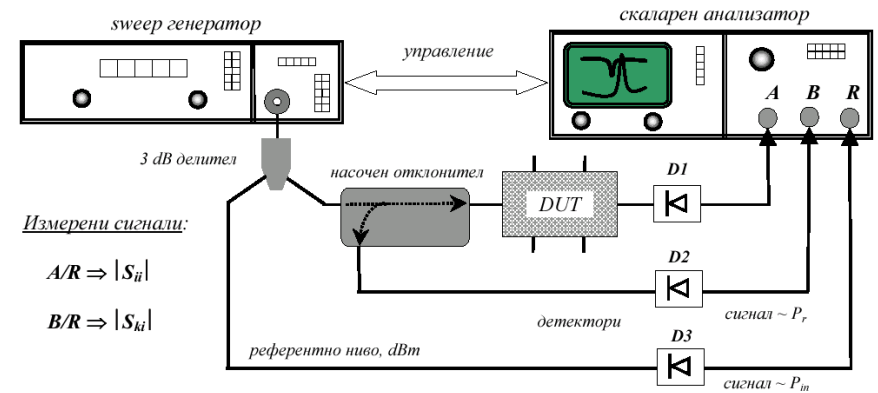 sweep генератор
скаларен анализатор
управление
A B R
3 dB делител
насочен отклонител
DUT
D1
Измерени сигнали:
A/R ⇒ |Sii|
B/R ⇒ |Ski|
D2
детектори
сигнал ~ Pr
D3
референтно ниво, dBm
сигнал ~ Pin